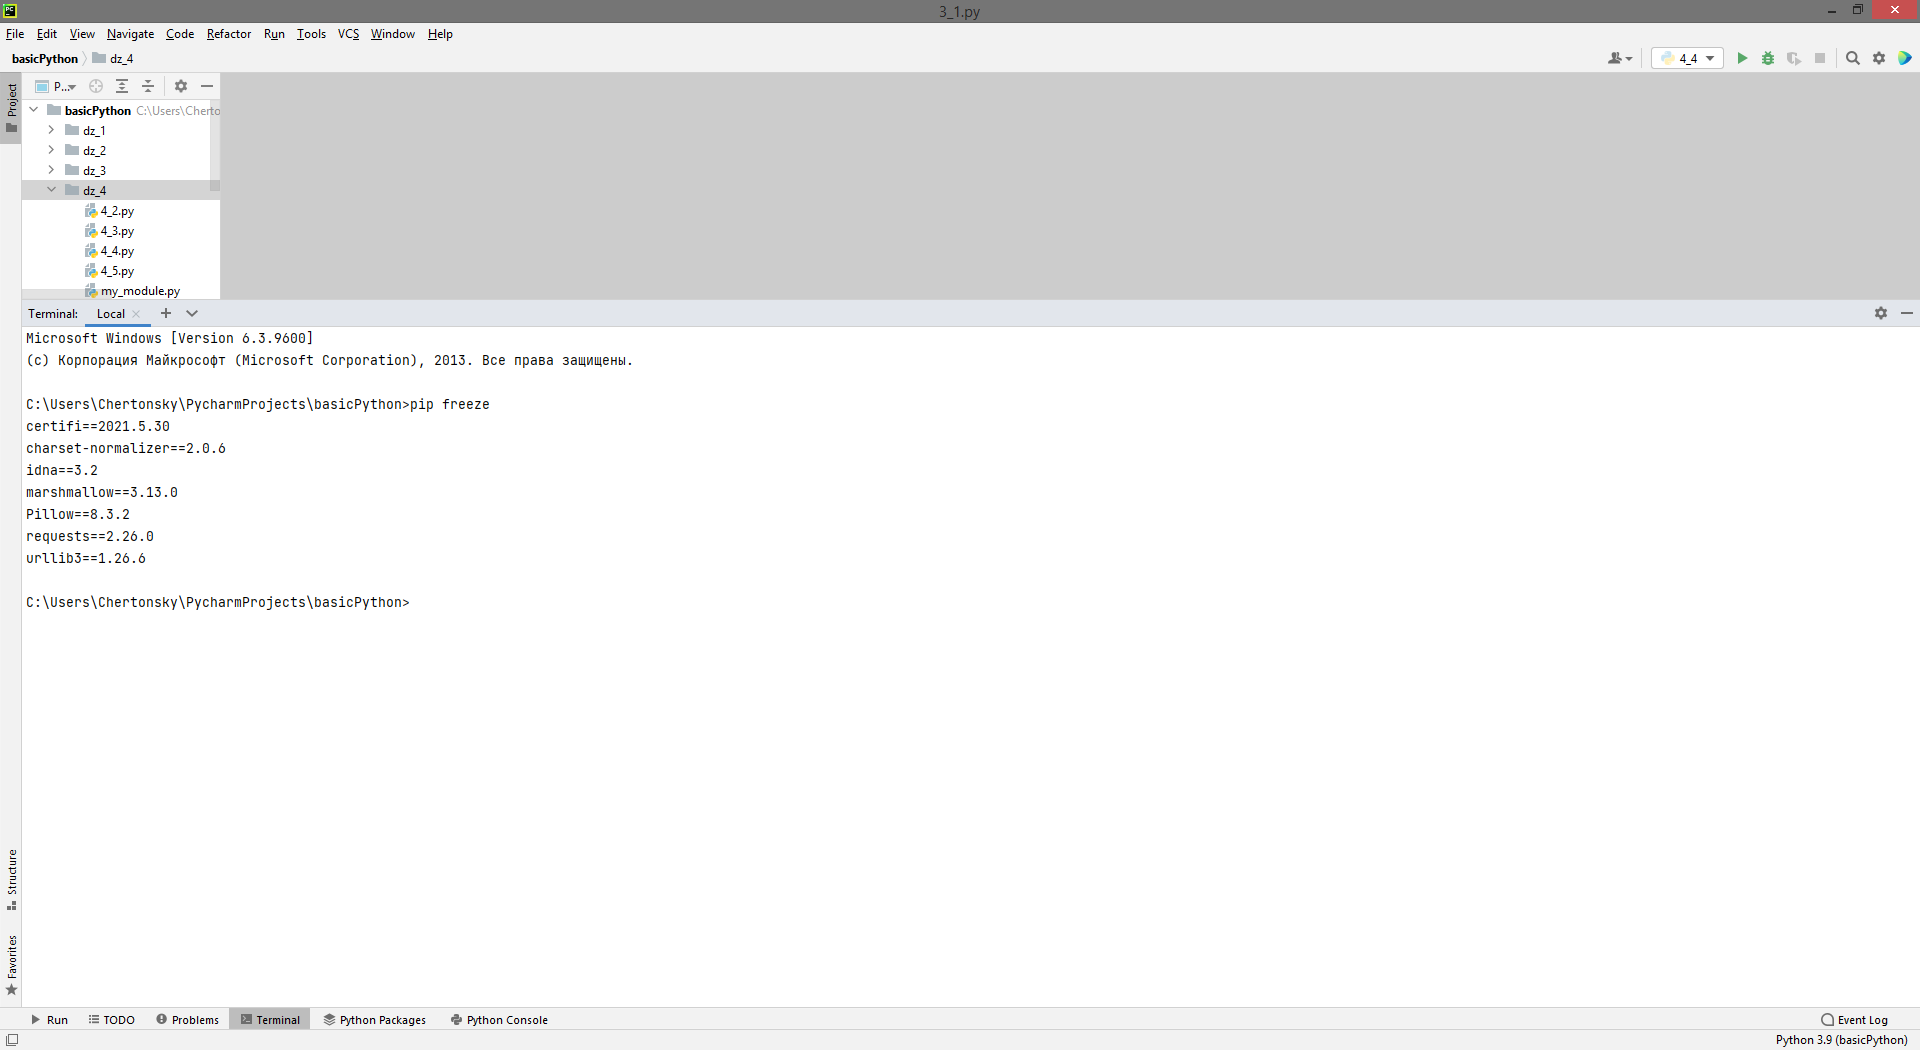 3_1.py
File Edit View Navigate Code Refactor Run Tools VCS Window Help
basicPython dz_4
4_4
Project
P...
basicPython C:\Users\Cherto
dz_1
dz_2
dz_3
dz_4
4_2.py
4_3.py
4_4.py
4_5.py
my_module.py
Terminal: Local
Microsoft Windows [Version 6.3.9600]
(c) Корпорация Майкрософт (Microsoft Corporation), 2013. Все права защищены.
C:\Users\Chertonsky\PycharmProjects\basicPython>pip freeze
certifi==2021.5.30
charset-normalizer==2.0.6
idna==3.2
marshmallow==3.13.0
Pillow==8.3.2
requests==2.26.0
urllib3==1.26.6
C:\Users\Chertonsky\PycharmProjects\basicPython>
Structure
Favorites
Run TODO Problems Terminal Python Packages Python Console Event Log
Python 3.9 (basicPython)